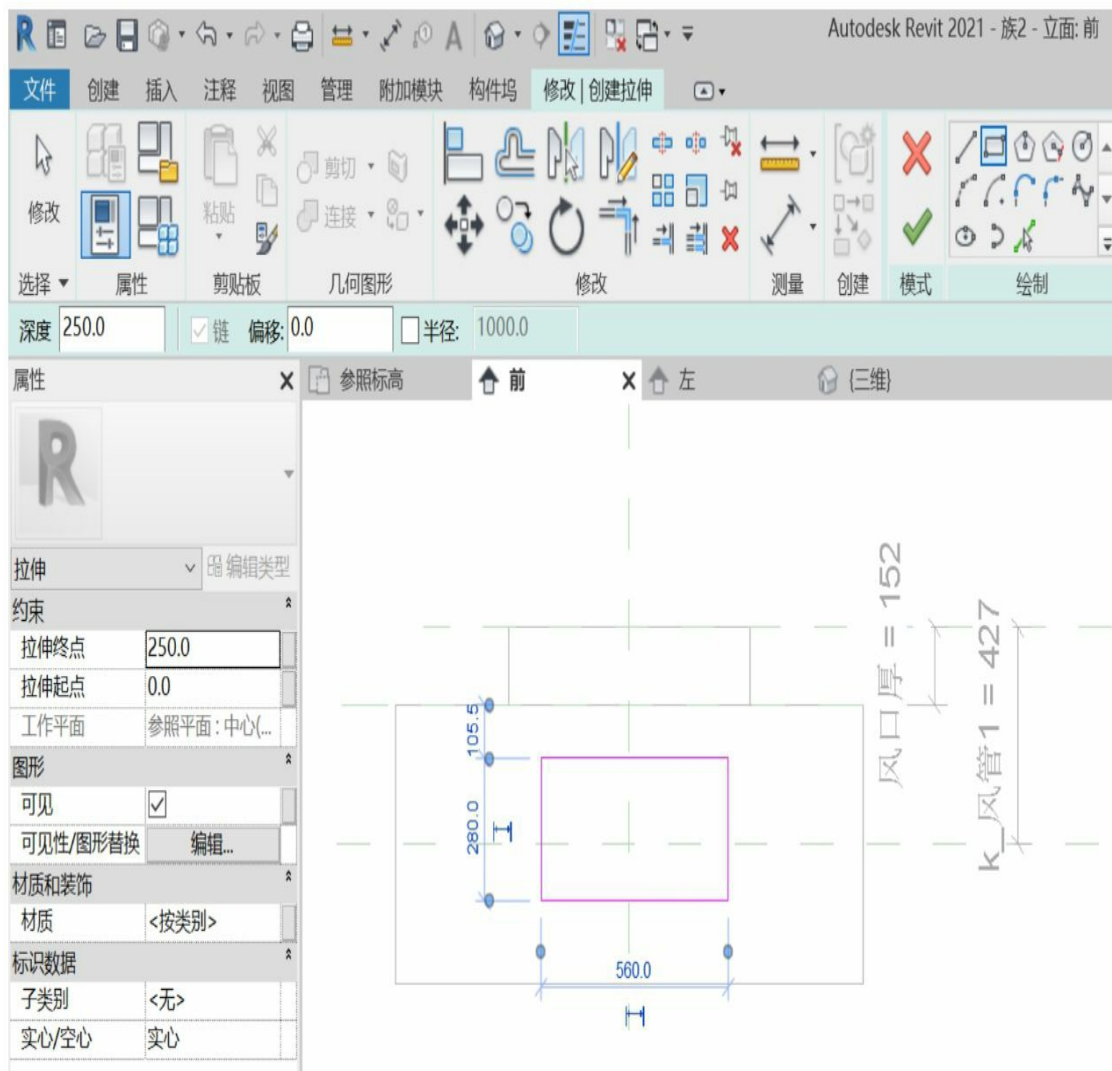 Autodesk Revit 2021 - 族2 - 立面: 前
文件 创建 插入 注释 视图 管理 附加模块 构件坞 修改 | 创建拉伸
修改 粘贴 剪切 连接
选择 属性 剪贴板 几何图形 修改 测量 创建 模式 绘制
深度 250.0 链 偏移: 0.0 半径: 1000.0
属性
参照标高 前 左 {三维}
拉伸 编辑类型
约束
拉伸终点 250.0
拉伸起点 0.0
工作平面 参照平面 : 中心(...
图形
可见
可见性/图形替换 编辑...
材质和装饰
材质 <按类别>
标识数据
子类别 <无>
实心/空心 实心
105.5
280.0
560.0
风口厚 = 152
k_风管1 = 427